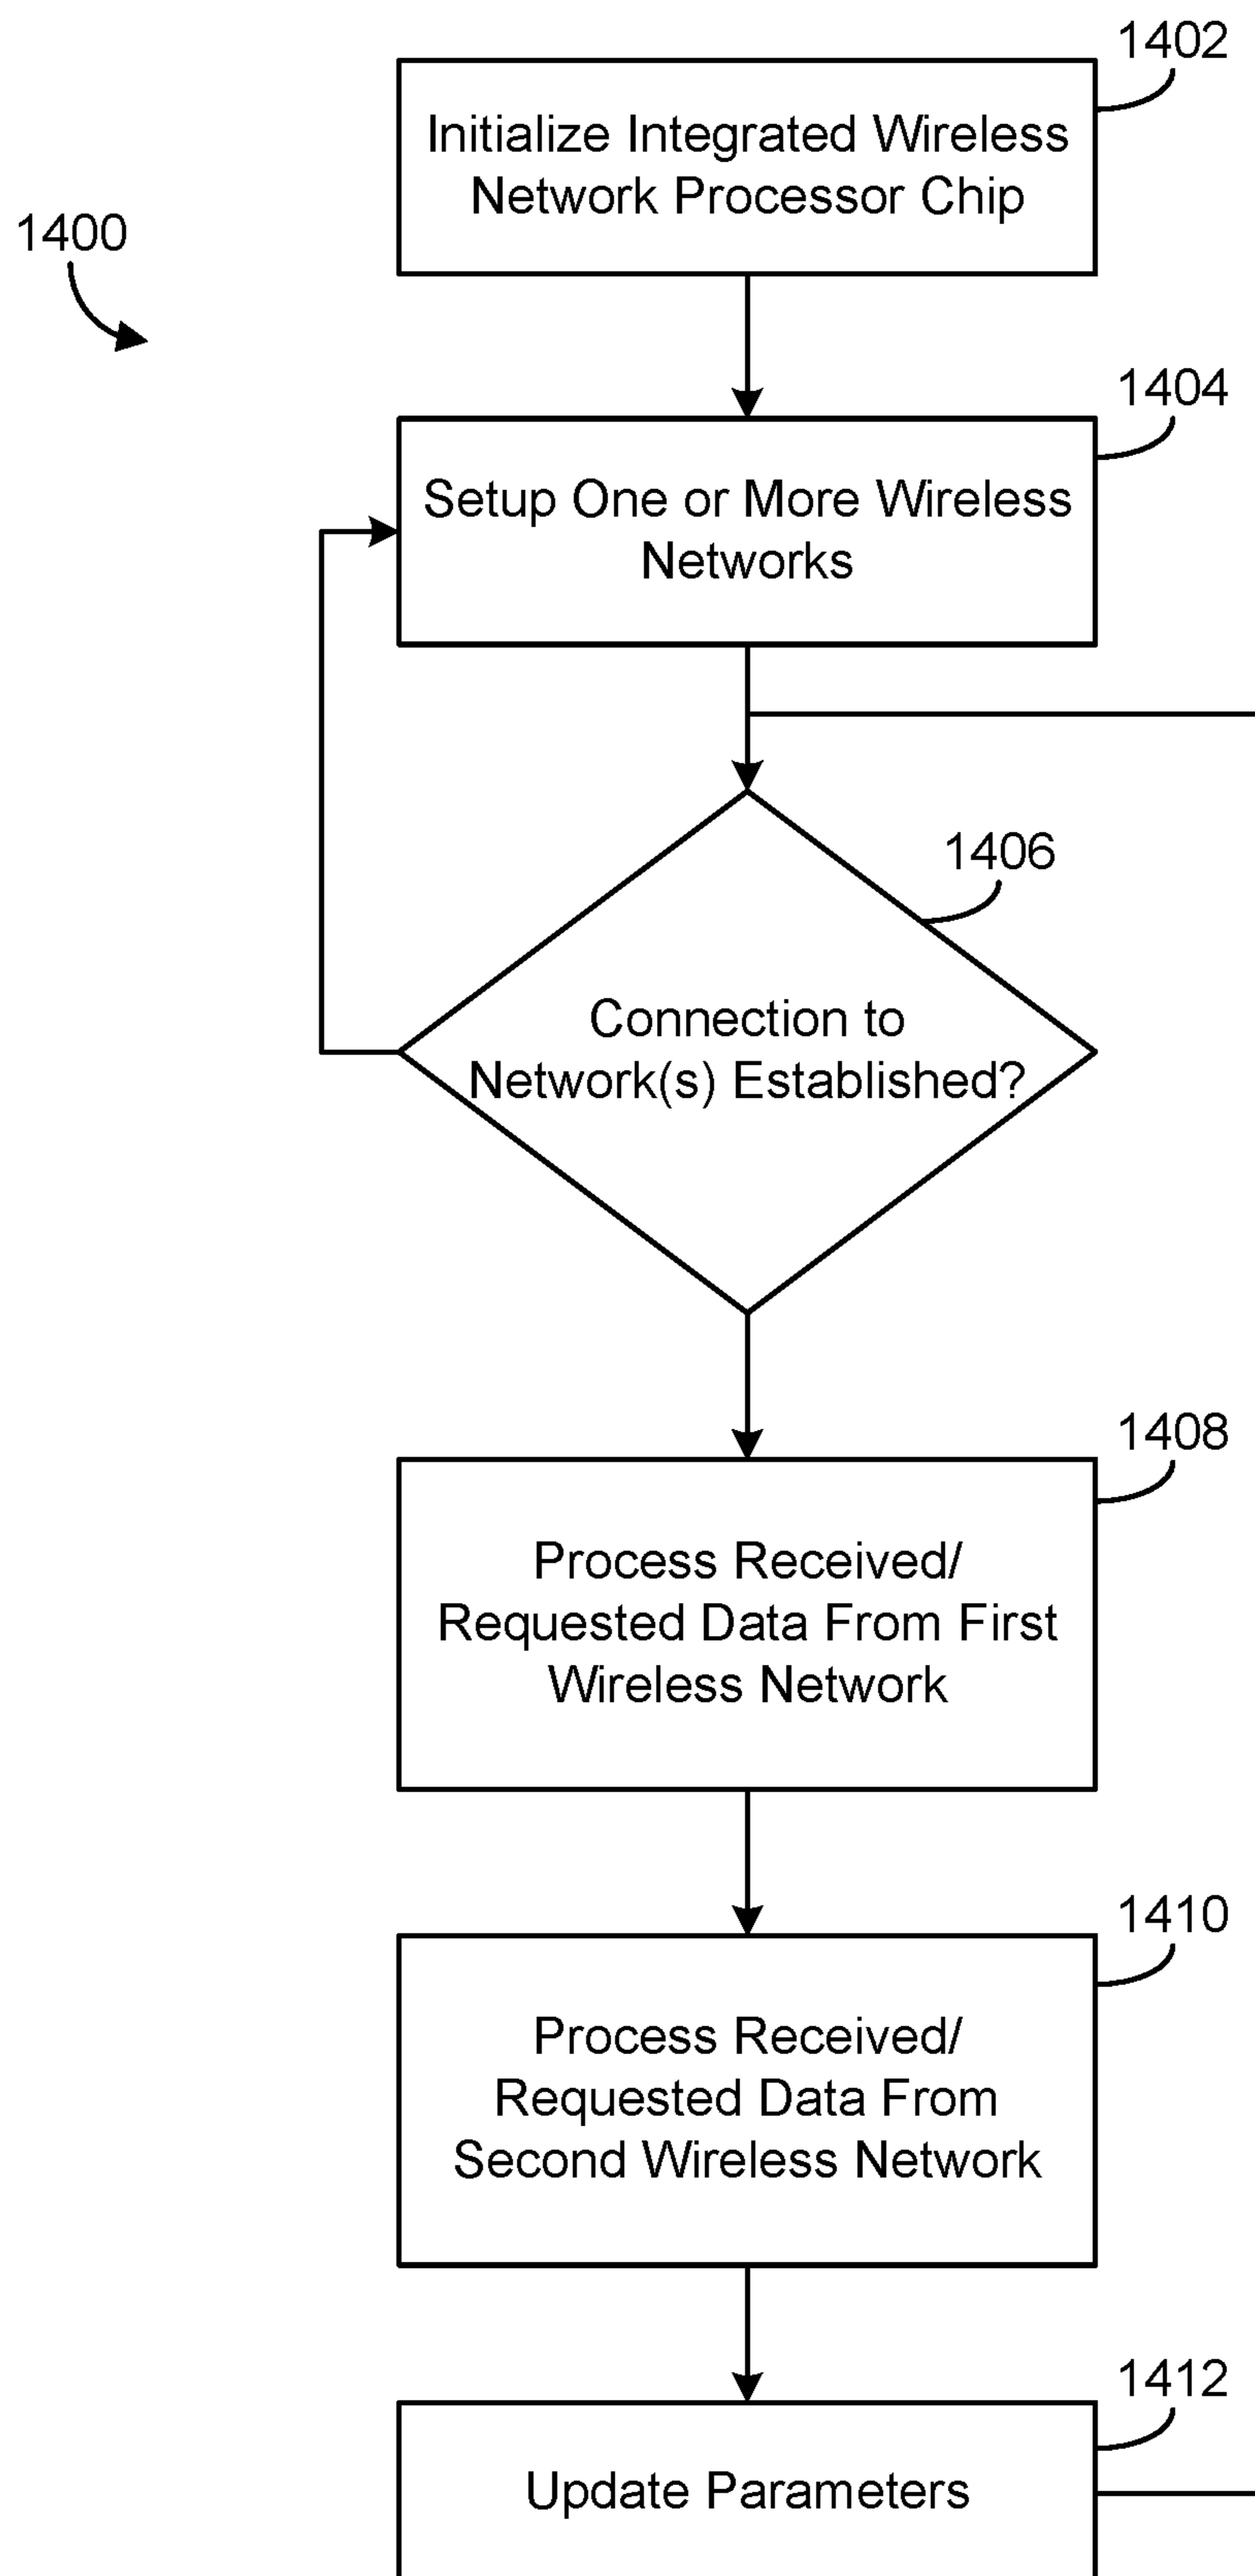 1402
Initialize Integrated Wireless
Network Processor Chip
1400
1404
Setup One or More Wireless
Networks
1406
Connection to
Network(s) Established?
1408
Process Received/
Requested Data From First
Wireless Network
1410
Process Received/
Requested Data From
Second Wireless Network
1412
Update Parameters